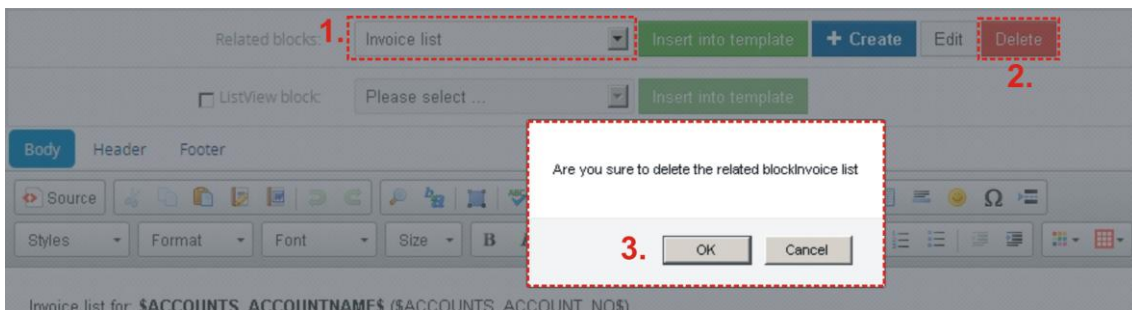 Related blocks: 1. Invoice list Insert into template + Create Edit Delete
2.
ListView block: Please select ... Insert into template
Body Header Footer
Are you sure to delete the related blockInvoice list
Source
Styles Format Font Size B
3. OK Cancel
Invoice list for: $ACCOUNTS_ACCOUNTNAME$ ($ACCOUNTS_ACCOUNT_NO$)